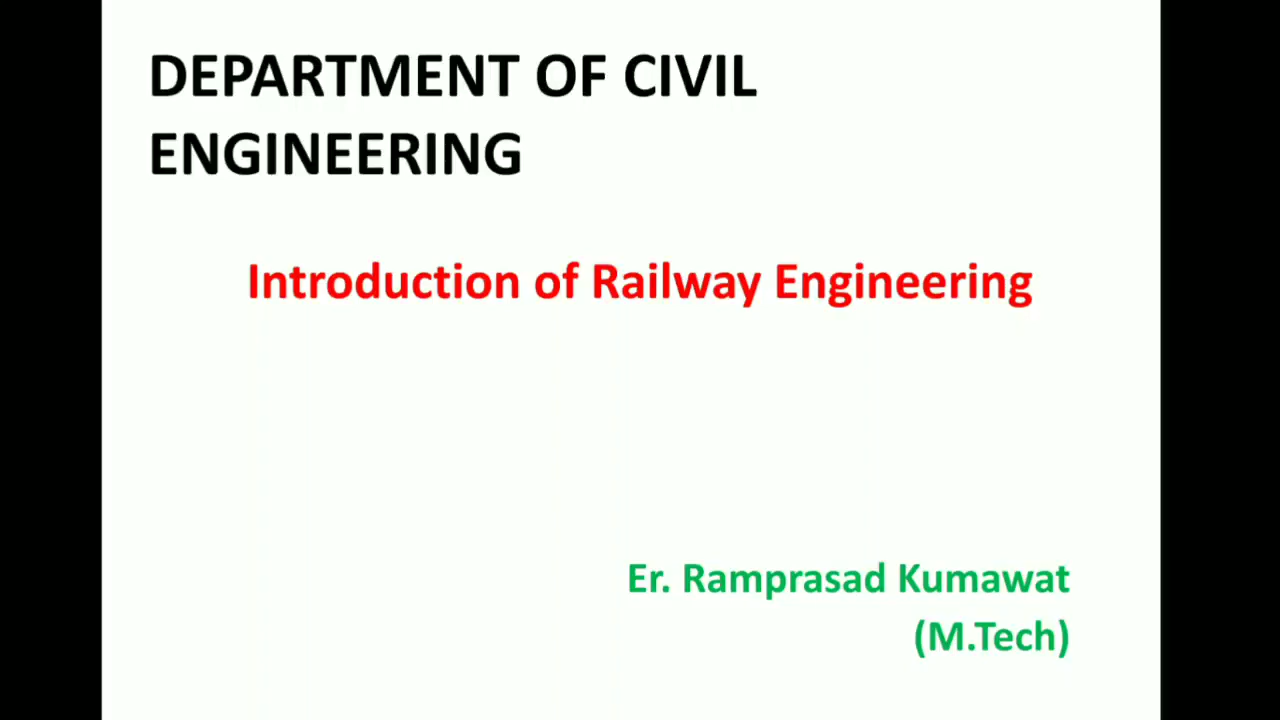 DEPARTMENT OF CIVIL
ENGINEERING
Introduction of Railway Engineering
Er. Ramprasad Kumawat
(M.Tech)